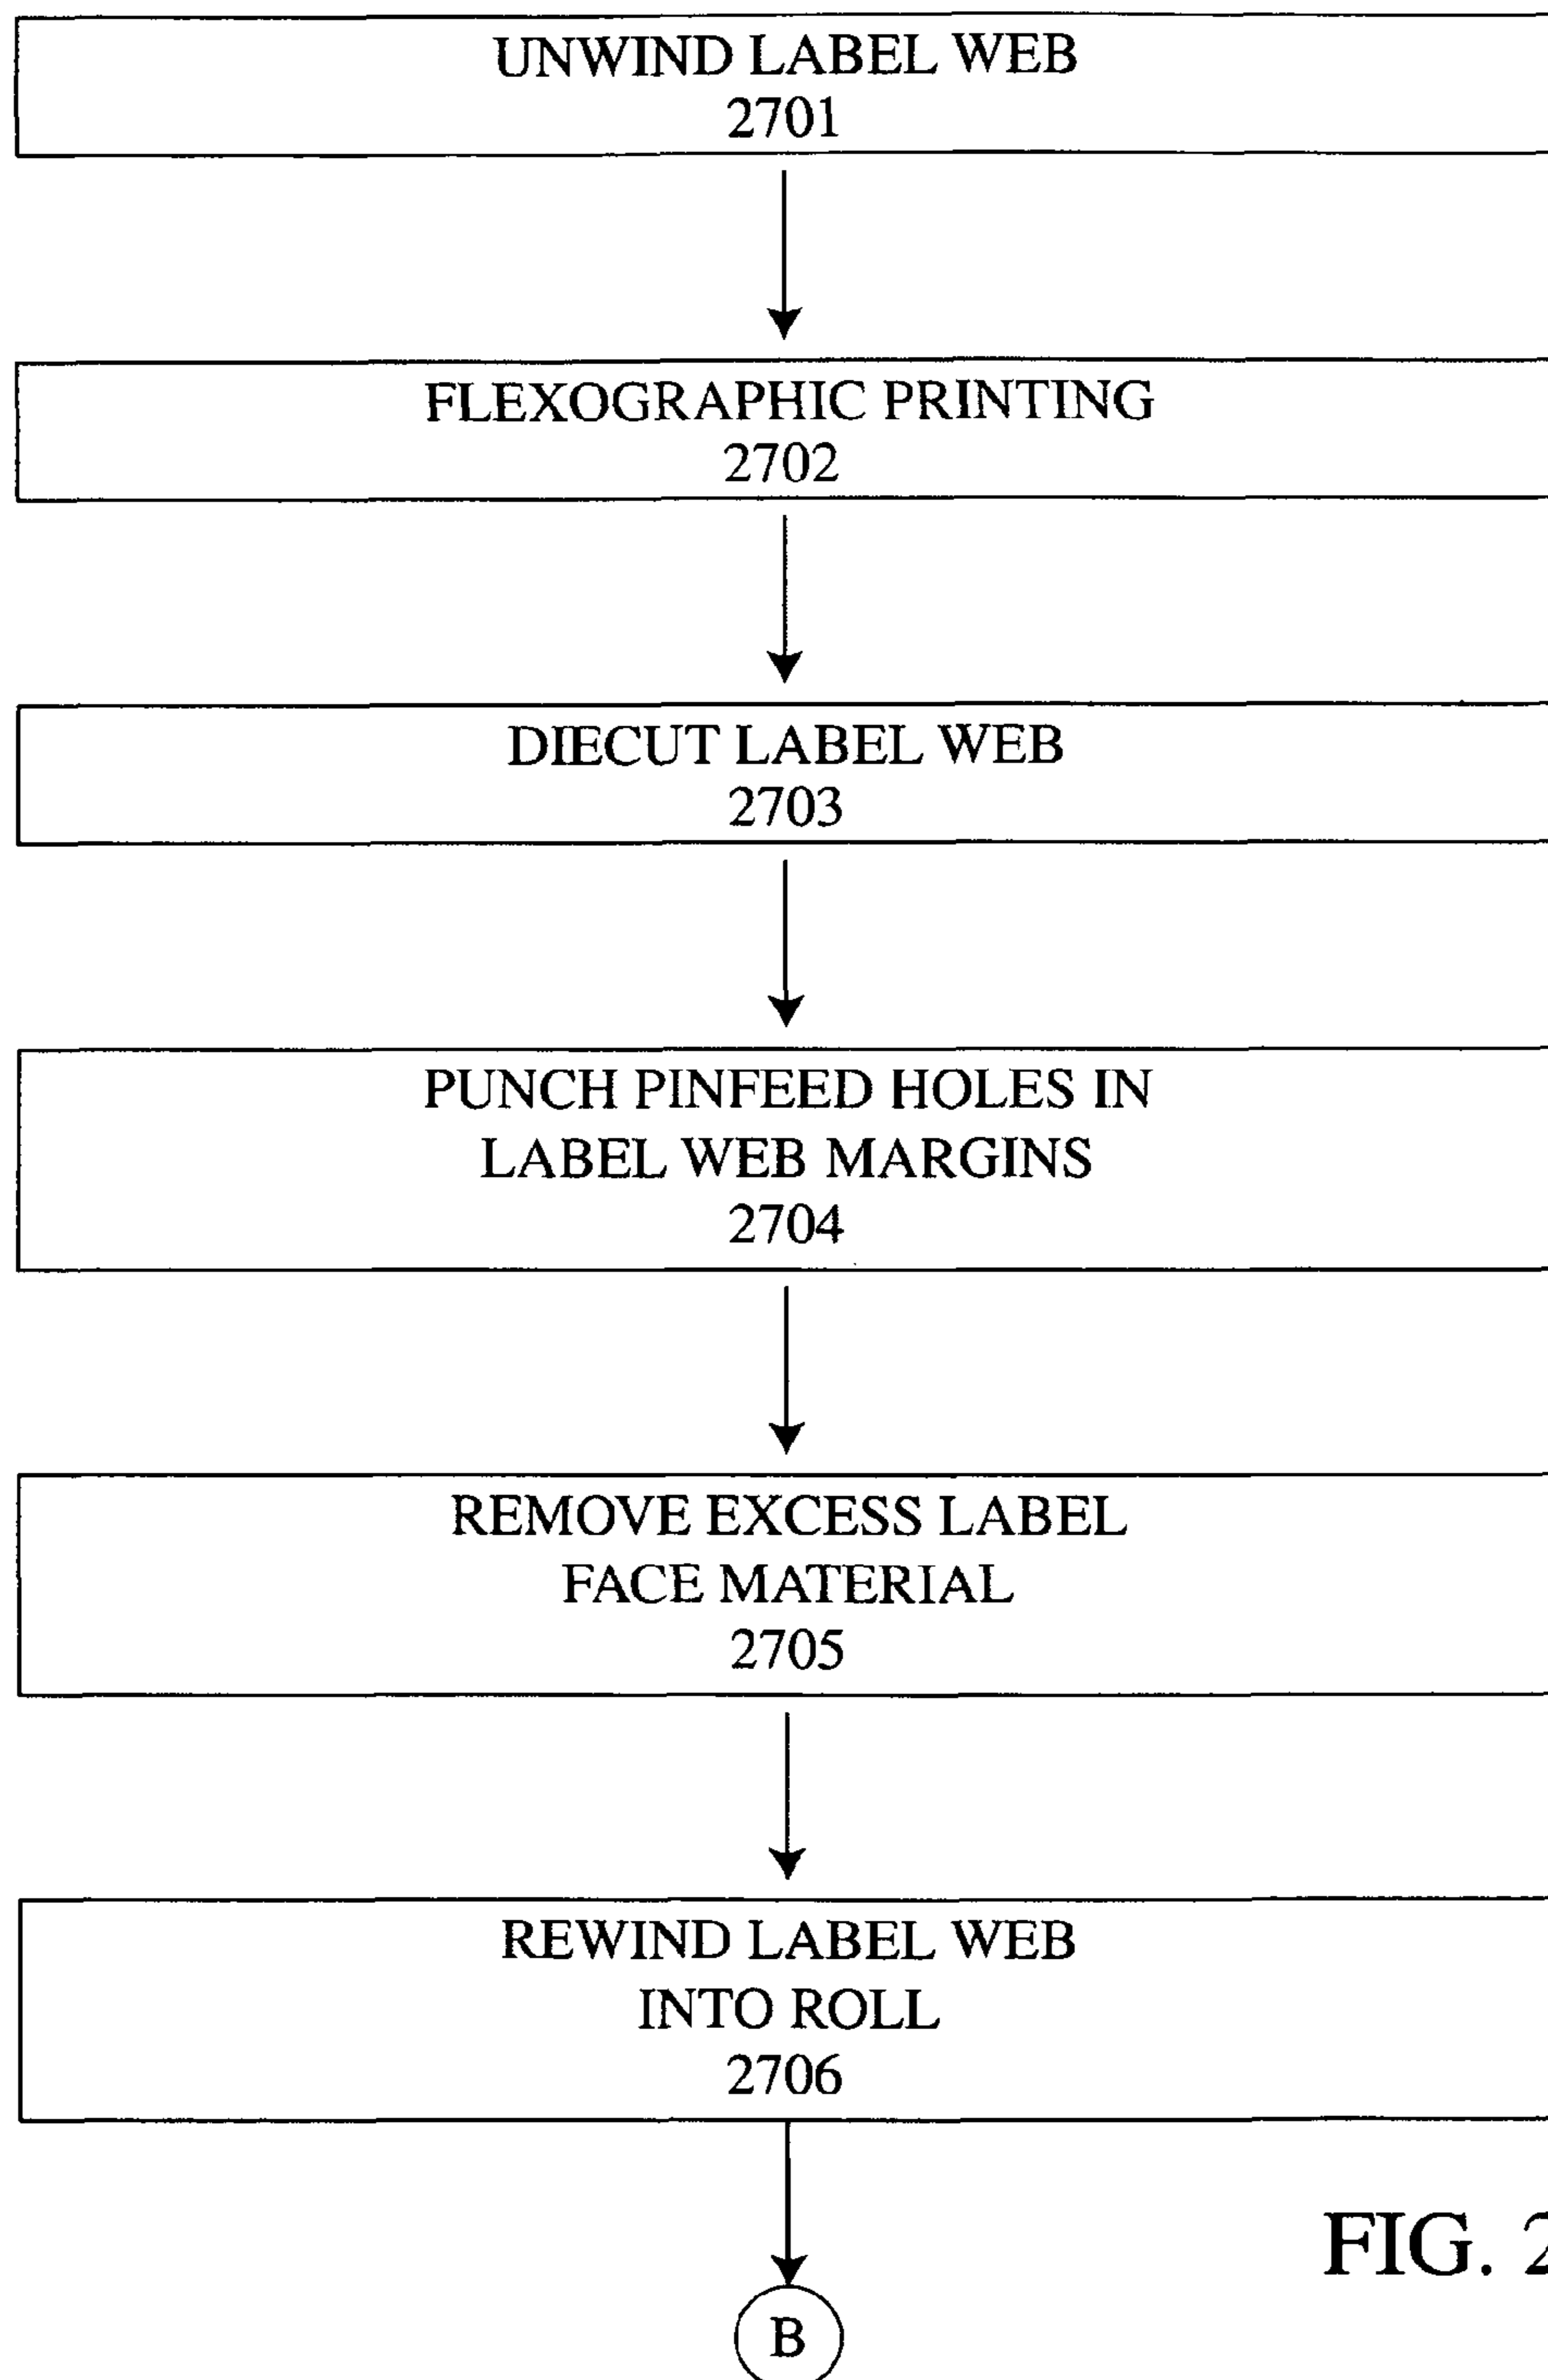 UNWIND LABEL WEB
2701
FLEXOGRAPHIC PRINTING
2702
DIECUT LABEL WEB
2703
PUNCH PINFEED HOLES IN
LABEL WEB MARGINS
2704
REMOVE EXCESS LABEL
FACE MATERIAL
2705
REWIND LABEL WEB
INTO ROLL
2706
FIG. 2
B